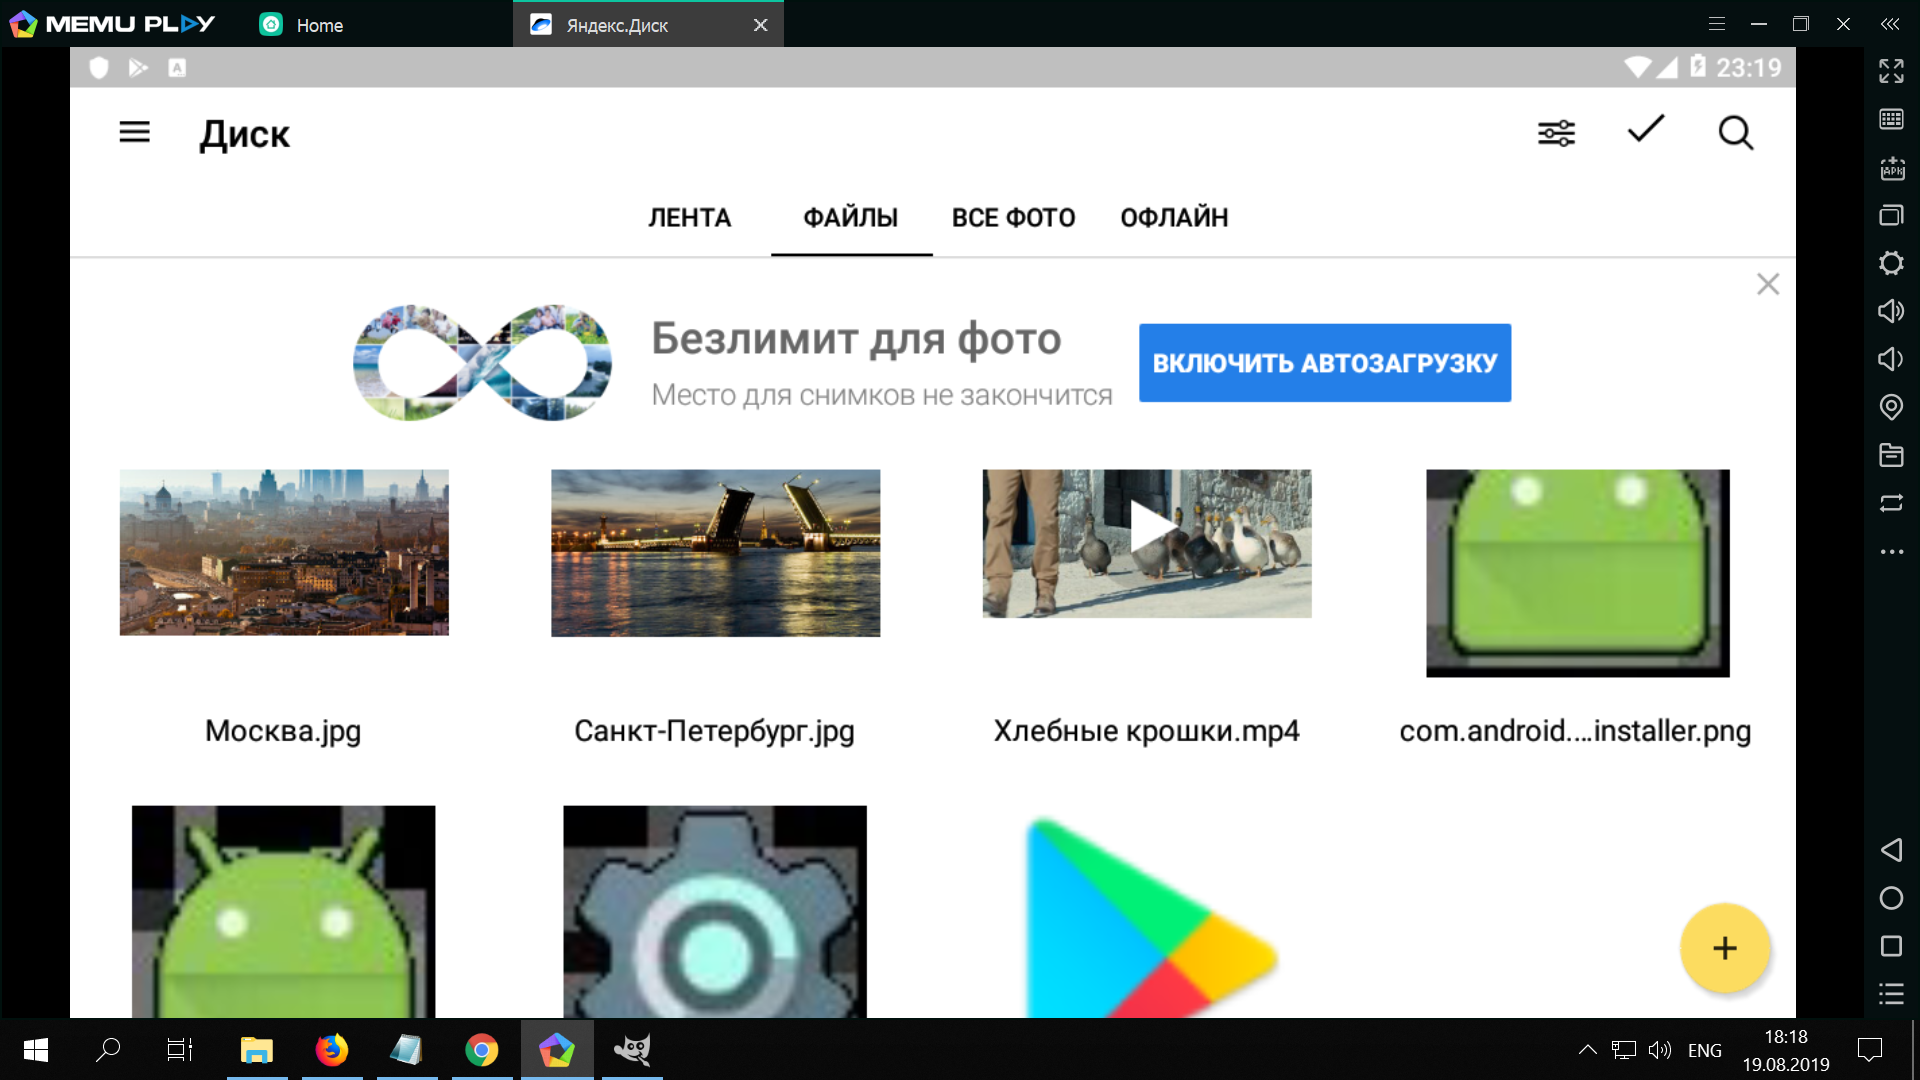 MEMU PLAY
Home
Яндекс.Диск
A
23:19
Диск
ЛЕНТА
ФАЙЛЫ
ВСЕ ФОТО
ОФЛАЙН
Безлимит для фото
Место для снимков не закончится
ВКЛЮЧИТЬ АВТОЗАГРУЗКУ
Москва.jpg
Санкт-Петербург.jpg
Хлебные крошки.mp4
com.android.…installer.png
APK
ENG
18:18
19.08.2019